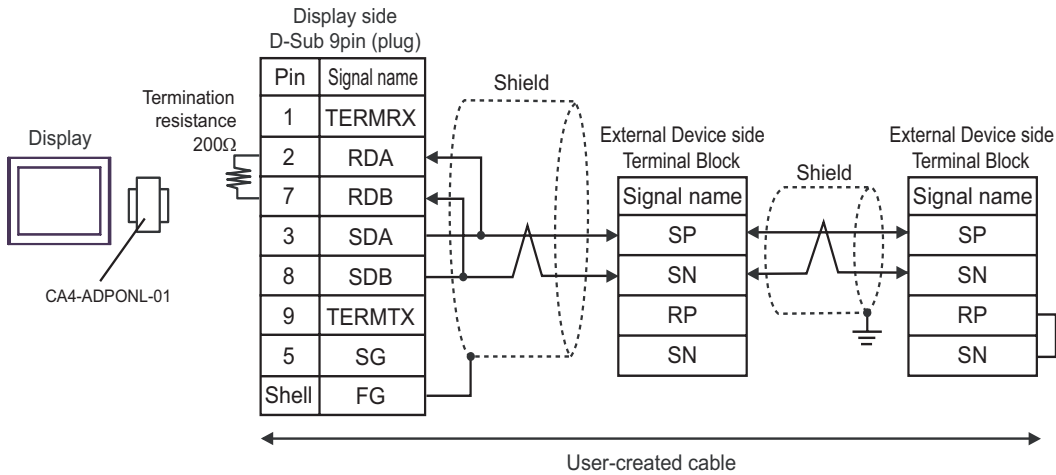 Display side
D-Sub 9pin (plug)
Pin Signal name
1 TERMRX
2 RDA
7 RDB
3 SDA
8 SDB
9 TERMTX
5 SG
Shell FG
Termination
resistance
200Ω
Display
CA4-ADPONL-01
Shield
External Device side
Terminal Block
Signal name
SP
SN
RP
SN
Shield
External Device side
Terminal Block
Signal name
SP
SN
RP
SN
User-created cable